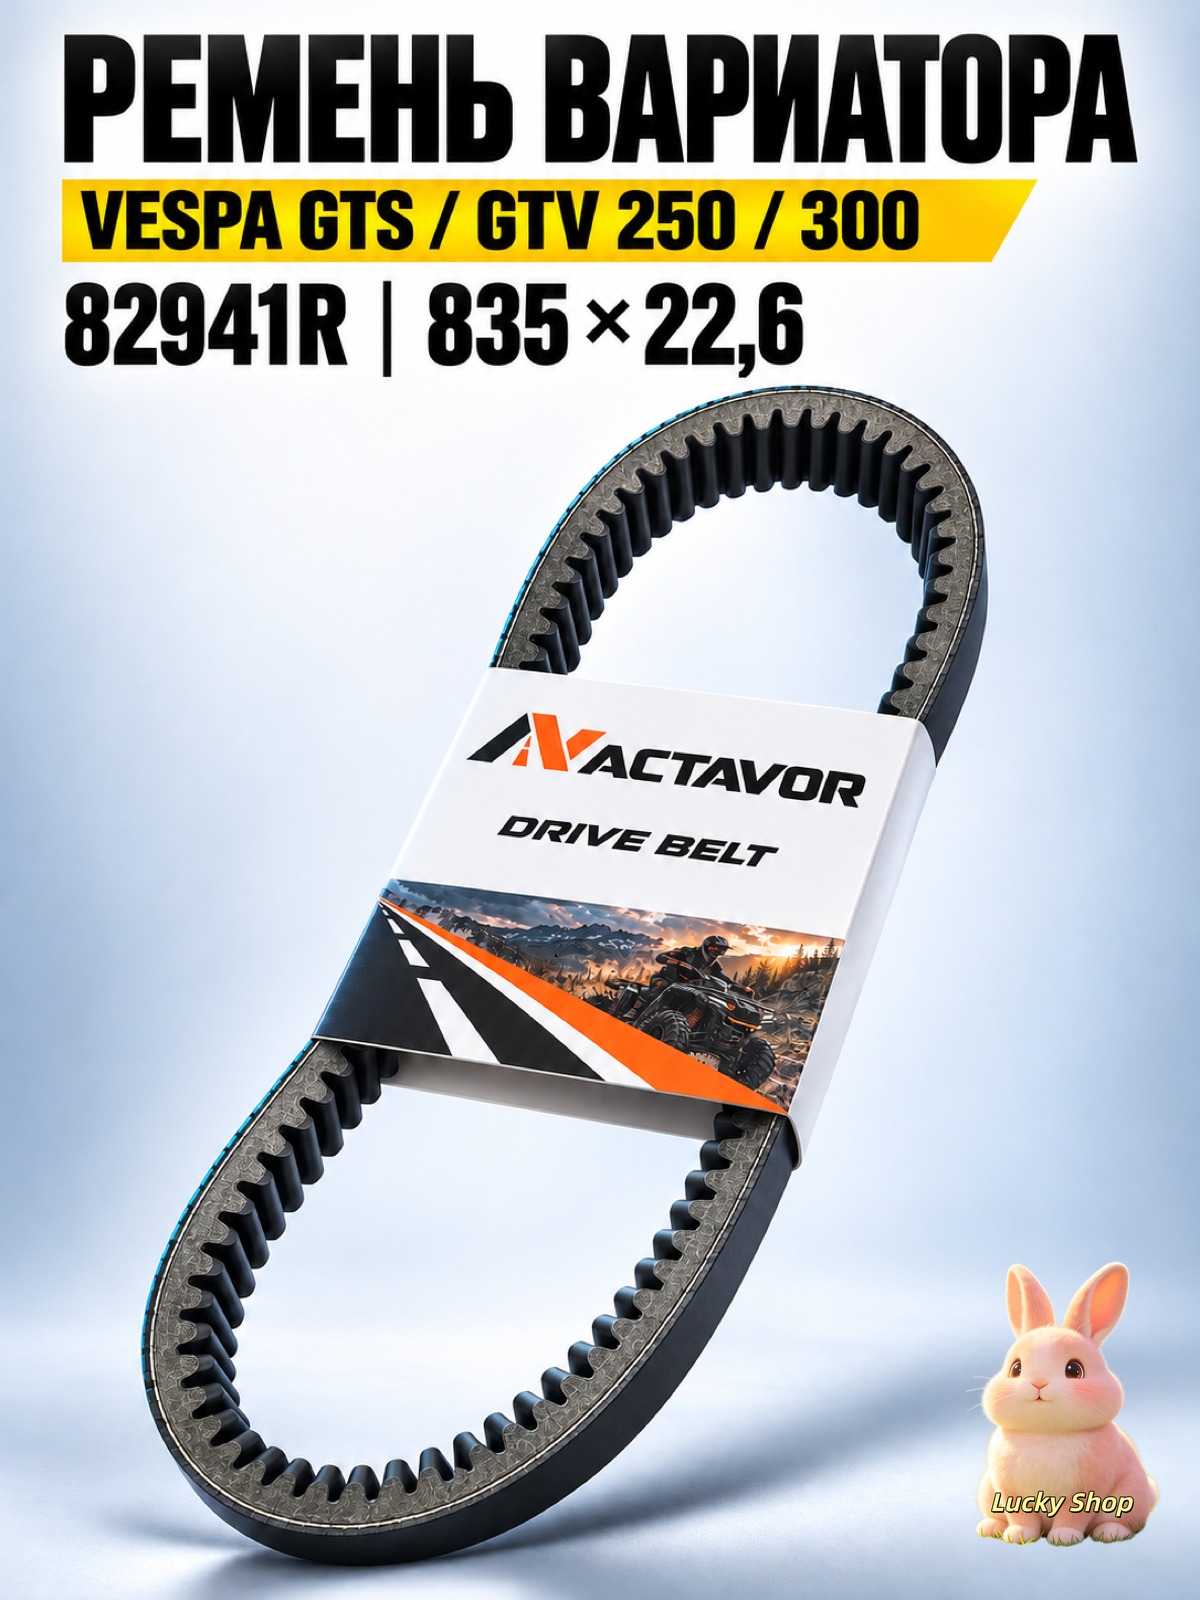 РЕМЕНЬ ВАРИАТОРА
VESPA GTS / GTV 250 / 300
82941R | 835×22,6
ACTAVOR
DRIVE BELT
Lucky Shop